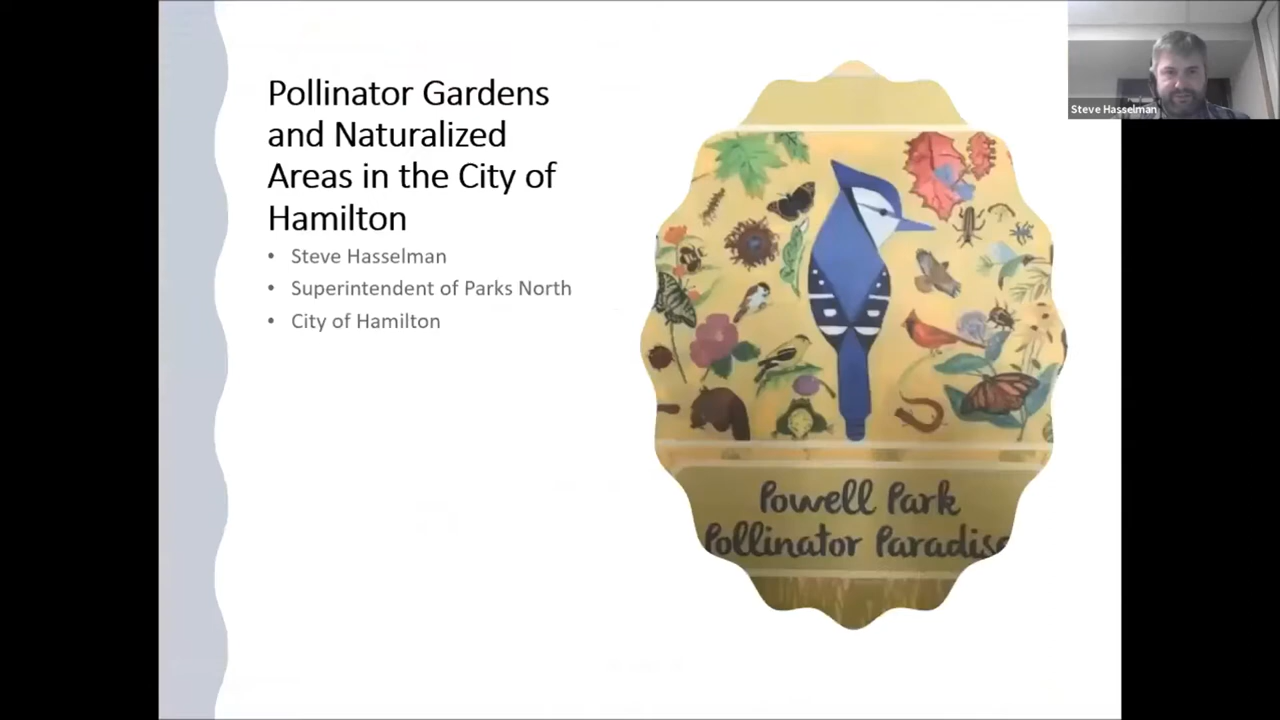 Pollinator Gardens
and Naturalized
Areas in the City of
Hamilton
• Steve Hasselman
• Superintendent of Parks North
• City of Hamilton
Steve Hasselman
Powell Park
Pollinator Paradise